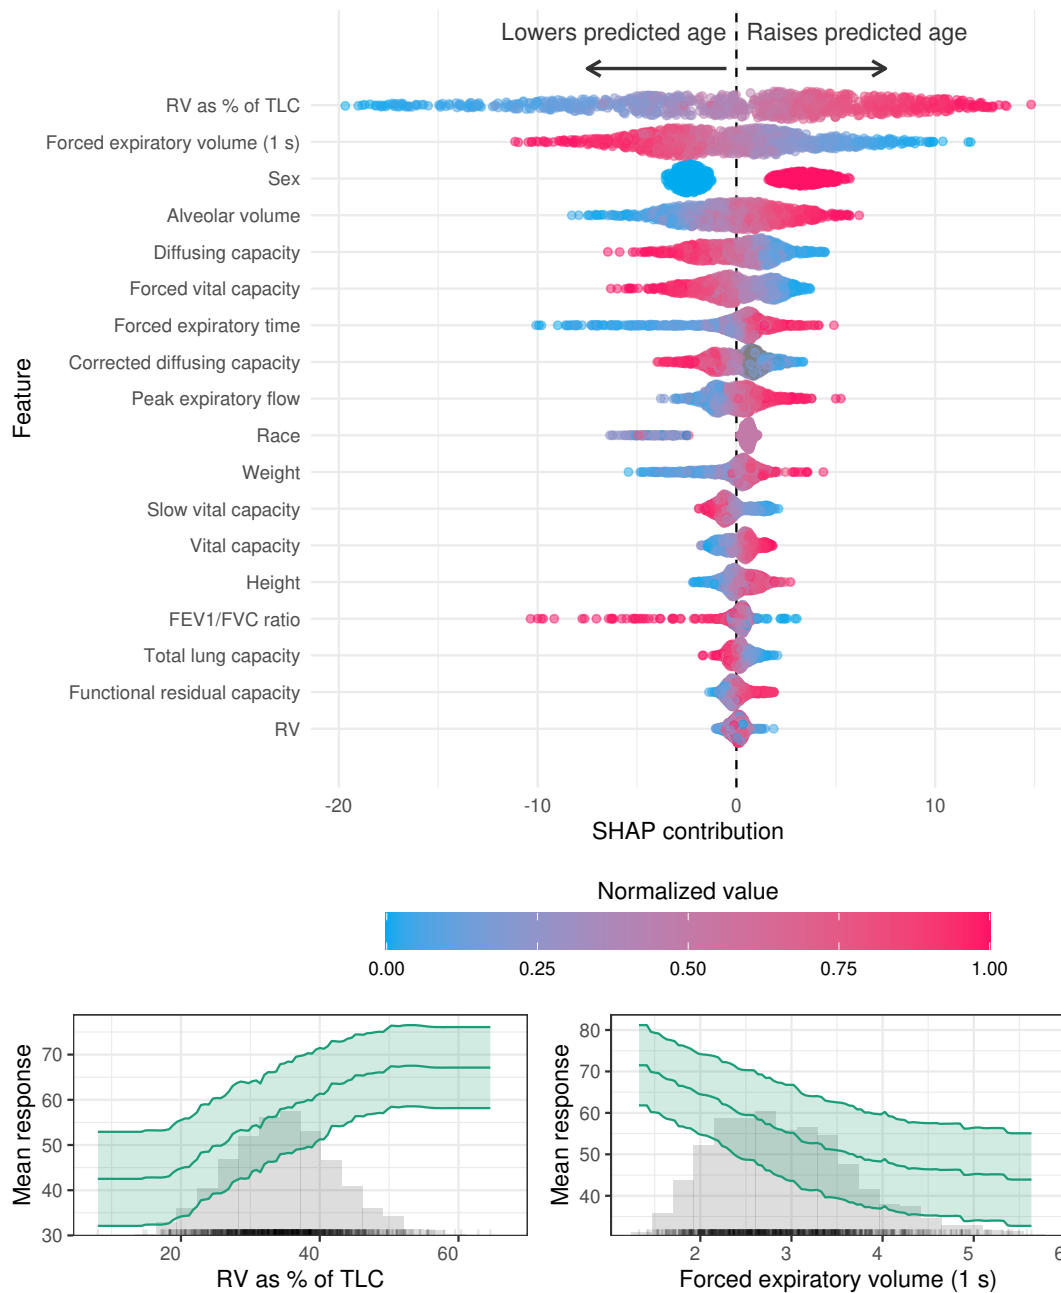 Lowers predicted age
Raises predicted age
RV as % of TLC
Forced expiratory volume (1 s)
Sex
Alveolar volume
Diffusing capacity
Forced vital capacity
Forced expiratory time
Corrected diffusing capacity
Peak expiratory flow
Race
Weight
Slow vital capacity
Vital capacity
Height
FEV1/FVC ratio
Total lung capacity
Functional residual capacity
RV
Feature
-20 -10 0 10
SHAP contribution
Normalized value
0.00 0.25 0.50 0.75 1.00
Mean response
70
60
50
40
30
20 40 60
RV as % of TLC
Mean response
80
70
60
50
40
2 3 4 5 6
Forced expiratory volume (1 s)